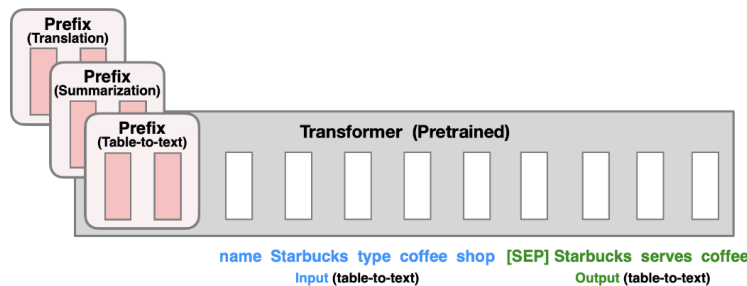 Prefix
(Translation)
Prefix
(Summarization)
Prefix
(Table-to-text)
Transformer (Pretrained)
name Starbucks type coffee shop [SEP] Starbucks serves coffee
Input (table-to-text) Output (table-to-text)